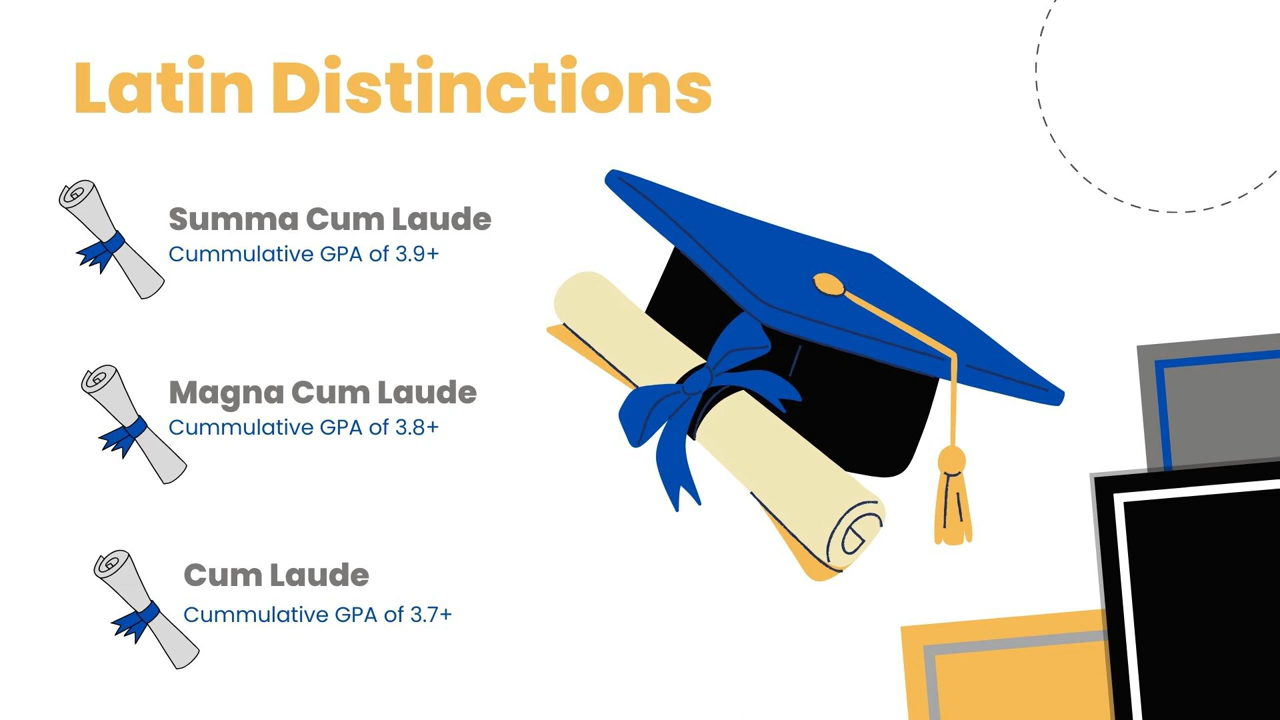 Latin Distinctions
Summa Cum Laude
Cummulative GPA of 3.9+
Magna Cum Laude
Cummulative GPA of 3.8+
Cum Laude
Cummulative GPA of 3.7+